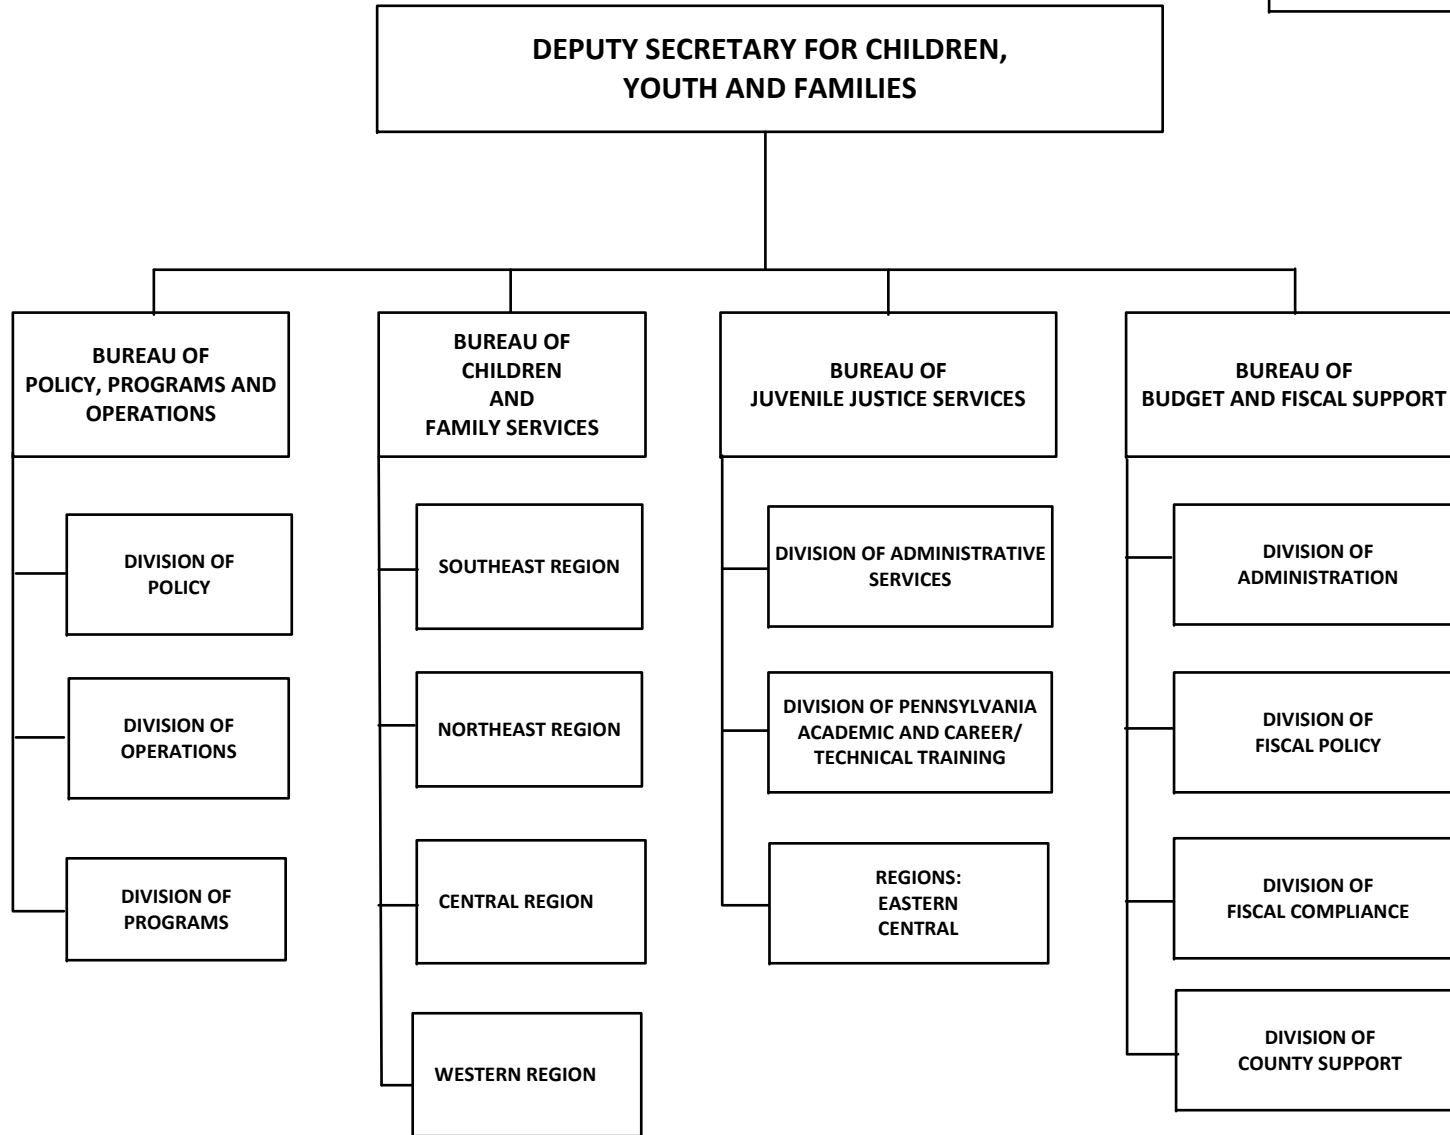 DEPUTY SECRETARY FOR CHILDREN,
YOUTH AND FAMILIES
BUREAU OF
POLICY, PROGRAMS AND
OPERATIONS
DIVISION OF
POLICY
DIVISION OF
OPERATIONS
DIVISION OF
PROGRAMS
BUREAU OF
CHILDREN
AND
FAMILY SERVICES
SOUTHEAST REGION
NORTHEAST REGION
CENTRAL REGION
WESTERN REGION
BUREAU OF
JUVENILE JUSTICE SERVICES
DIVISION OF ADMINISTRATIVE
SERVICES
DIVISION OF PENNSYLVANIA
ACADEMIC AND CAREER/
TECHNICAL TRAINING
REGIONS:
EASTERN
CENTRAL
BUREAU OF
BUDGET AND FISCAL SUPPORT
DIVISION OF
ADMINISTRATION
DIVISION OF
FISCAL POLICY
DIVISION OF
FISCAL COMPLIANCE
DIVISION OF
COUNTY SUPPORT